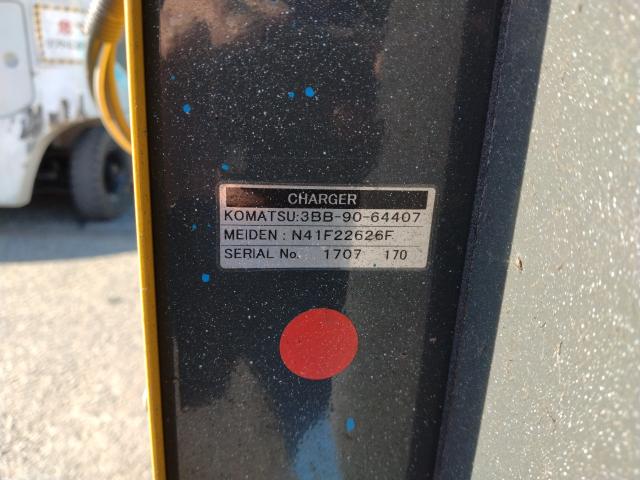 CHARGER
KOMATSU:3BB-90-64407
MEIDEN : N41F22626F
SERIAL No. 1707 170